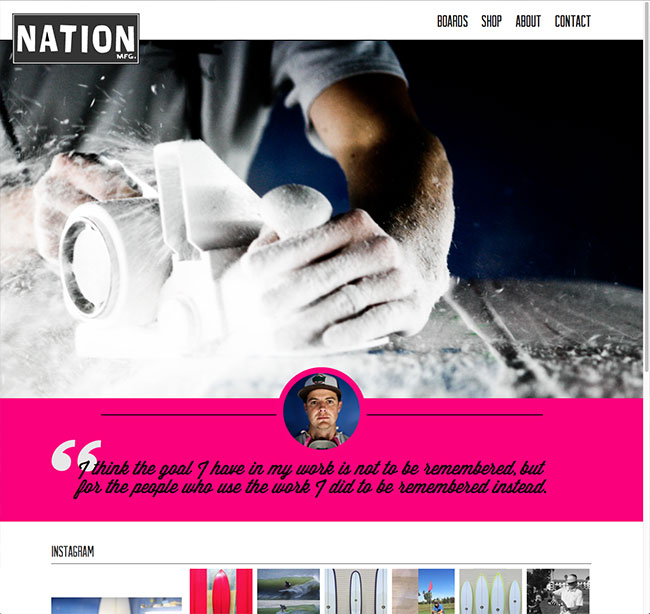 NATION
MFG.
BOARDS SHOP ABOUT CONTACT
“I think the goal I have in my work is not to be remembered, but
for the people who use the work I did to be remembered instead.
INSTAGRAM